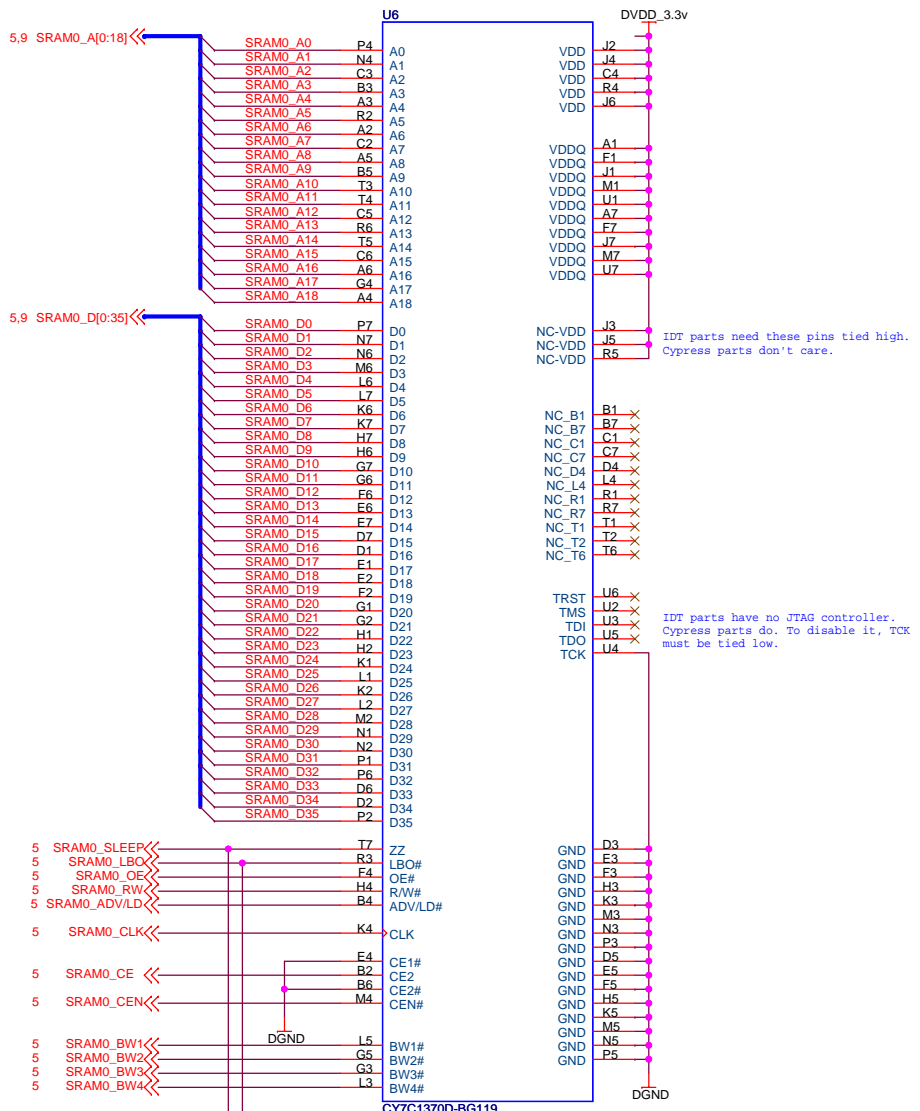 U6
DVDD_3.3v
5,9 SRAM0_A[0:18]
SRAM0_A0 P4 A0
SRAM0_A1 N4 A1
SRAM0_A2 C3 A2
SRAM0_A3 B3 A3
SRAM0_A4 A3 A4
SRAM0_A5 R2 A5
SRAM0_A6 A2 A6
SRAM0_A7 C2 A7
SRAM0_A8 A5 A8
SRAM0_A9 B5 A9
SRAM0_A10 T3 A10
SRAM0_A11 T4 A11
SRAM0_A12 C5 A12
SRAM0_A13 R6 A13
SRAM0_A14 T5 A14
SRAM0_A15 C6 A15
SRAM0_A16 A6 A16
SRAM0_A17 G4 A17
SRAM0_A18 A4 A18
5,9 SRAM0_D[0:35]
SRAM0_D0 P7 D0
SRAM0_D1 N7 D1
SRAM0_D2 N6 D2
SRAM0_D3 M6 D3
SRAM0_D4 L6 D4
SRAM0_D5 L7 D5
SRAM0_D6 K6 D6
SRAM0_D7 K7 D7
SRAM0_D8 H7 D8
SRAM0_D9 H6 D9
SRAM0_D10 G7 D10
SRAM0_D11 G6 D11
SRAM0_D12 F6 D12
SRAM0_D13 E6 D13
SRAM0_D14 E7 D14
SRAM0_D15 D7 D15
SRAM0_D16 D1 D16
SRAM0_D17 E1 D17
SRAM0_D18 E2 D18
SRAM0_D19 F2 D19
SRAM0_D20 G1 D20
SRAM0_D21 G2 D21
SRAM0_D22 H1 D22
SRAM0_D23 H2 D23
SRAM0_D24 K1 D24
SRAM0_D25 L1 D25
SRAM0_D26 K2 D26
SRAM0_D27 L2 D27
SRAM0_D28 M2 D28
SRAM0_D29 N1 D29
SRAM0_D30 N2 D30
SRAM0_D31 P1 D31
SRAM0_D32 P6 D32
SRAM0_D33 D6 D33
SRAM0_D34 D2 D34
SRAM0_D35 P2 D35
5 SRAM0_SLEEP T7 ZZ
5 SRAM0_LBO R3 LBO#
5 SRAM0_OE F4 OE#
5 SRAM0_RW H4 R/W#
5 SRAM0_ADV/LD B4 ADV/LD#
5 SRAM0_CLK K4 CLK
E4 CE1#
5 SRAM0_CE B2 CE2
B6 CE2#
5 SRAM0_CEN M4 CEN#
DGND
5 SRAM0_BW1 L5 BW1#
5 SRAM0_BW2 G5 BW2#
5 SRAM0_BW3 G3 BW3#
5 SRAM0_BW4 L3 BW4#
VDD J2
VDD J4
VDD C4
VDD R4
VDD J6
VDDQ A1
VDDQ F1
VDDQ J1
VDDQ M1
VDDQ U1
VDDQ A7
VDDQ F7
VDDQ J7
VDDQ M7
VDDQ U7
NC-VDD J3
NC-VDD J5
NC-VDD R5
IDT parts need these pins tied high.
Cypress parts don't care.
NC_B1 B1
NC_B7 B7
NC_C1 C1
NC_C7 C7
NC_D4 D4
NC_L4 L4
NC_R1 R1
NC_R7 R7
NC_T1 T1
NC_T2 T2
NC_T6 T6
TRST U6
TMS U2
TDI U3
TDO U5
TCK U4
IDT parts have no JTAG controller.
Cypress parts do. To disable it, TCK
must be tied low.
GND D3
GND E3
GND F3
GND H3
GND K3
GND M3
GND N3
GND P3
GND D5
GND E5
GND F5
GND H5
GND K5
GND M5
GND N5
GND P5
DGND
CY7C1370D-BG119